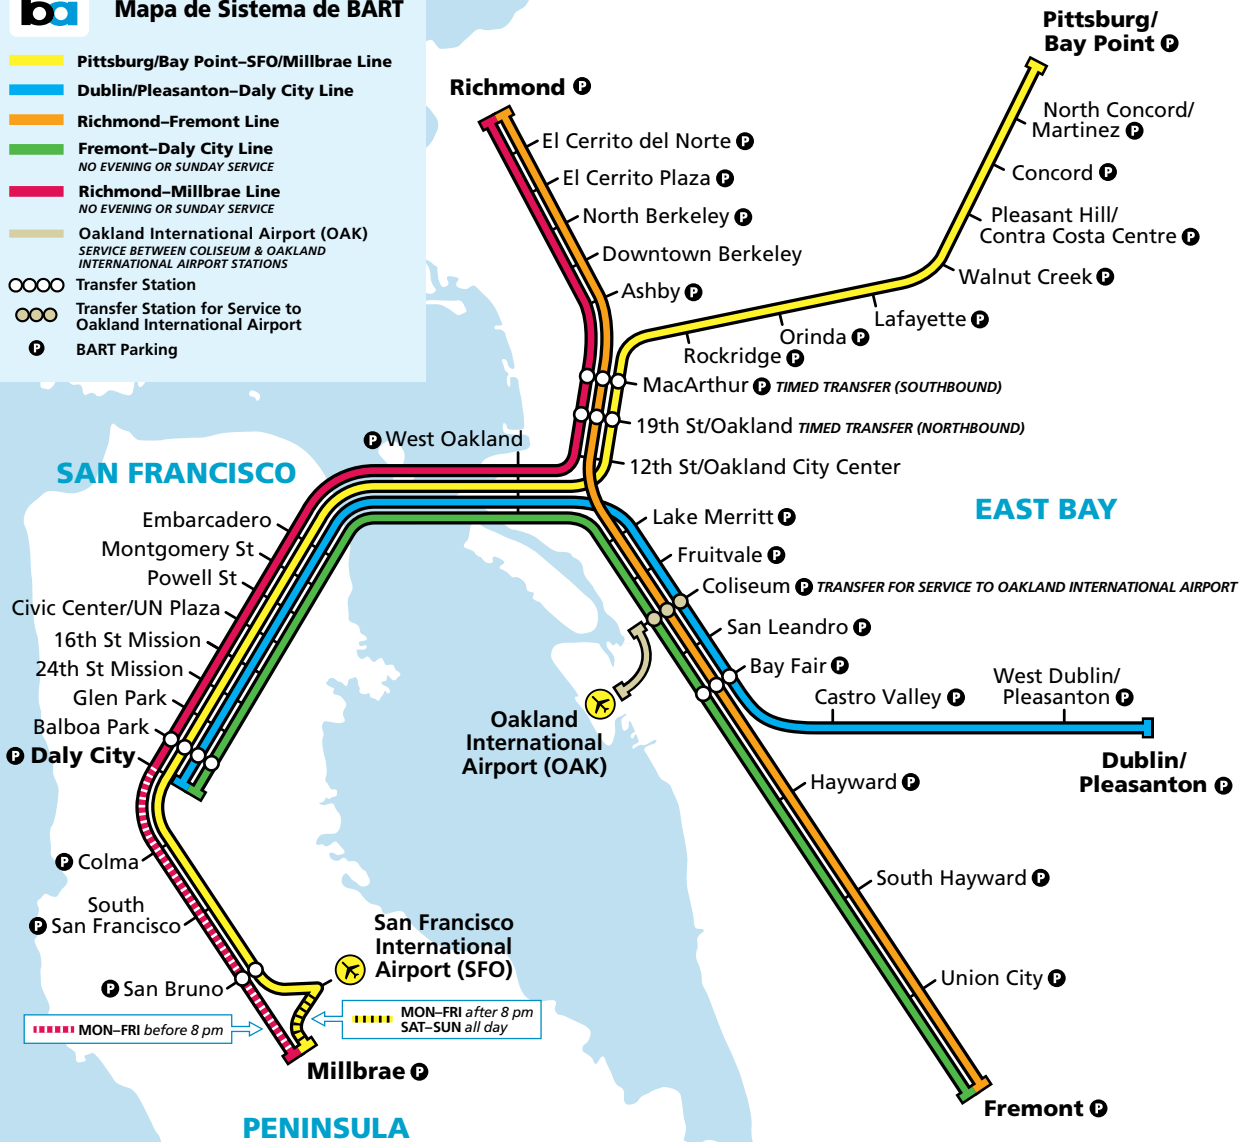 ba
Mapa de Sistema de BART
Pittsburg/Bay Point–SFO/Millbrae Line
Dublin/Pleasanton–Daly City Line
Richmond–Fremont Line
Fremont–Daly City Line
NO EVENING OR SUNDAY SERVICE
Richmond–Millbrae Line
NO EVENING OR SUNDAY SERVICE
Oakland International Airport (OAK)
SERVICE BETWEEN COLISEUM & OAKLAND
INTERNATIONAL AIRPORT STATIONS
Transfer Station
Transfer Station for Service to
Oakland International Airport
P BART Parking
Pittsburg/
Bay Point P
Richmond P
North Concord/
Martinez P
El Cerrito del Norte P
Concord P
El Cerrito Plaza P
Pleasant Hill/
Contra Costa Centre P
North Berkeley P
Downtown Berkeley
Walnut Creek P
Ashby P
Lafayette P
Orinda P
Rockridge P
MacArthur P TIMED TRANSFER (SOUTHBOUND)
19th St/Oakland TIMED TRANSFER (NORTHBOUND)
P West Oakland
12th St/Oakland City Center
SAN FRANCISCO
EAST BAY
Embarcadero
Lake Merritt P
Montgomery St
Fruitvale P
Powell St
Coliseum P TRANSFER FOR SERVICE TO OAKLAND INTERNATIONAL AIRPORT
Civic Center/UN Plaza
San Leandro P
16th St Mission
24th St Mission
Bay Fair P
Glen Park
Castro Valley P
West Dublin/
Pleasanton P
Balboa Park
P Daly City
Oakland
International
Airport (OAK)
Dublin/
Pleasanton P
Hayward P
P Colma
South Hayward P
South
P San Francisco
San Francisco
International
Airport (SFO)
Union City P
P San Bruno
MON–FRI before 8 pm
MON–FRI after 8 pm
SAT–SUN all day
Millbrae P
Fremont P
PENINSULA